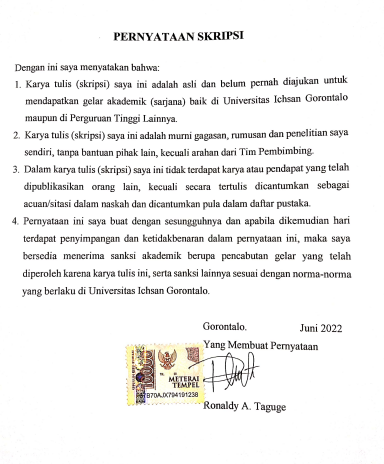 PERNYATAAN SKRIPSI
Dengan ini saya menyatakan bahwa:
1. Karya tulis (skripsi) saya ini adalah asli dan belum pernah diajukan untuk
mendapatkan gelar akademik (sarjana) baik di Universitas Ichsan Gorontalo
maupun di Perguruan Tinggi Lainnya.
2. Karya tulis (skripsi) saya ini adalah murni gagasan, rumusan dan penelitian saya
sendiri, tanpa bantuan pihak lain, kecuali arahan dari Tim Pembimbing.
3. Dalam karya tulis (skripsi) saya ini tidak terdapat karya atau pendapat yang telah
dipublikasikan orang lain, kecuali secara tertulis dicantumkan sebagai
acuan/sitasi dalam naskah dan dicantumkan pula dalam daftar pustaka.
4. Pernyataan ini saya buat dengan sesungguhnya dan apabila dikemudian hari
terdapat penyimpangan dan ketidakbenaran dalam pernyataan ini, maka saya
bersedia menerima sanksi akademik berupa pencabutan gelar yang telah
diperoleh karena karya tulis ini, serta sanksi lainnya sesuai dengan norma-norma
yang berlaku di Universitas Ichsan Gorontalo.
Gorontalo. Juni 2022
Yang Membuat Pernyataan
10000
METERAI
TEMPEL
67B70AJX794191238
Ronaldy A. Taguge